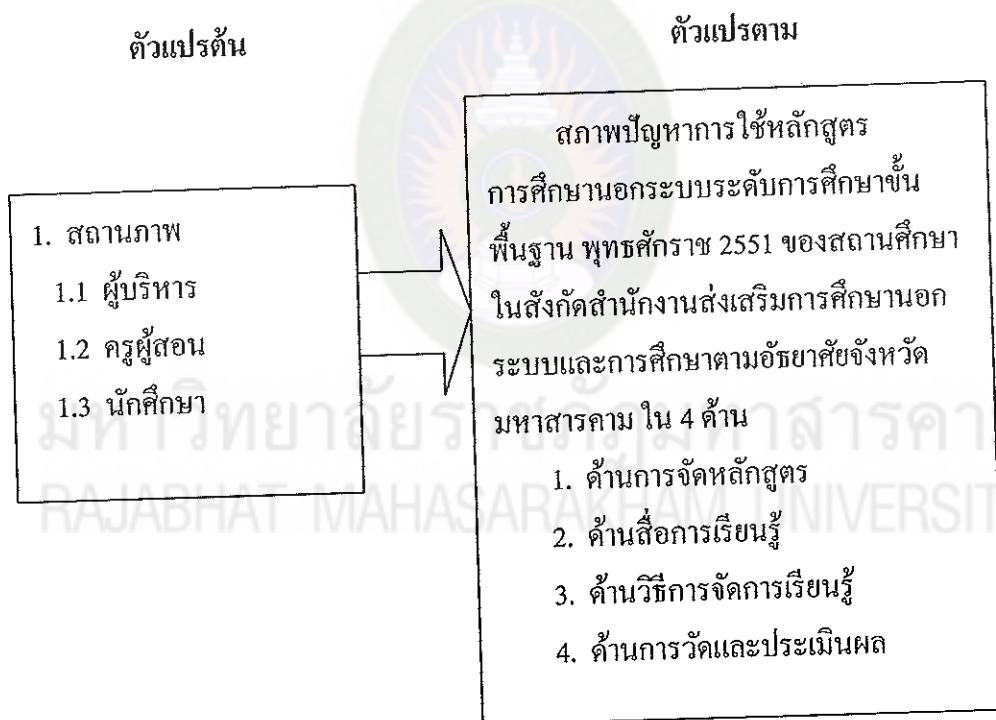 ตัวแปรต้น
ตัวแปรตาม
1. สถานภาพ
1.1 ผู้บริหาร
1.2 ครูผู้สอน
1.3 นักศึกษา
สภาพปัญหาการใช้หลักสูตร
การศึกษานอกระบบระดับการศึกษาขั้น
พื้นฐาน พุทธศักราช 2551 ของสถานศึกษา
ในสังกัดสำนักงานส่งเสริมการศึกษานอก
ระบบและการศึกษาตามอัธยาศัยจังหวัด
มหาสารคาม ใน 4 ด้าน
1. ด้านการจัดหลักสูตร
2. ด้านสื่อการเรียนรู้
3. ด้านวิธีการจัดการเรียนรู้
4. ด้านการวัดและประเมินผล
มหาวิทยาลัยราชภัฏมหาสารคา
RAJABHAT MAHASARAKHAM UNIVERSIT